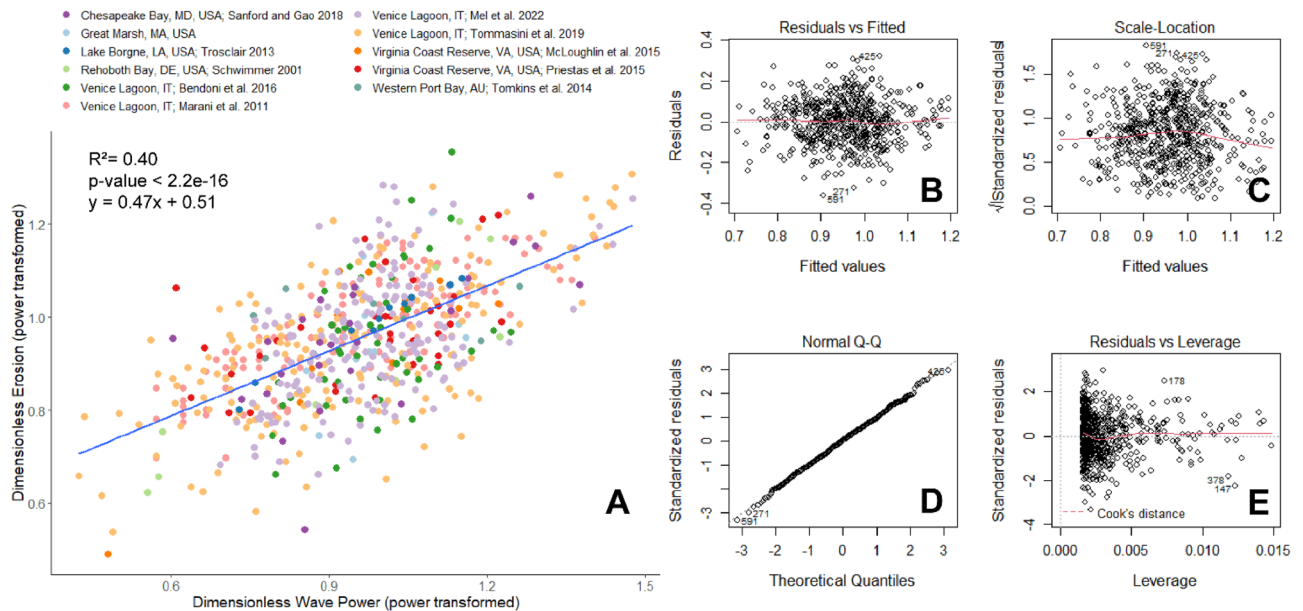 Chesapeake Bay, MD, USA; Sanford and Gao 2018
Great Marsh, MA, USA
Lake Borgne, LA, USA; Trosclair 2013
Rehoboth Bay, DE, USA; Schwimmer 2001
Venice Lagoon, IT; Bendoni et al. 2016
Venice Lagoon, IT; Marani et al. 2011
Venice Lagoon, IT; Mel et al. 2022
Venice Lagoon, IT; Tommasini et al. 2019
Virginia Coast Reserve, VA, USA; McLoughlin et al. 2015
Virginia Coast Reserve, VA, USA; Priestas et al. 2015
Western Port Bay, AU; Tomkins et al. 2014
R²= 0.40
p-value < 2.2e-16
y = 0.47x + 0.51
Dimensionless Erosion (power transformed)
1.2
1.0
0.8
0.6
A
0.6 0.9 1.2 1.5
Dimensionless Wave Power (power transformed)
Residuals vs Fitted
Residuals
0.4
0.2
0.0
-0.2
-0.4
425
271
591
B
0.7 0.8 0.9 1.0 1.1 1.2
Fitted values
Scale-Location
√|Standardized residuals
1.5
1.0
0.5
0.0
591
271
425
C
0.7 0.8 0.9 1.0 1.1 1.2
Fitted values
Normal Q-Q
Standardized residuals
3
2
1
0
-1
-3
425
271
591
D
-3 -2 -1 0 1 2 3
Theoretical Quantiles
Residuals vs Leverage
Standardized residuals
2
0
-2
-4
178
378
147
Cook's distance
E
0.000 0.005 0.010 0.015
Leverage